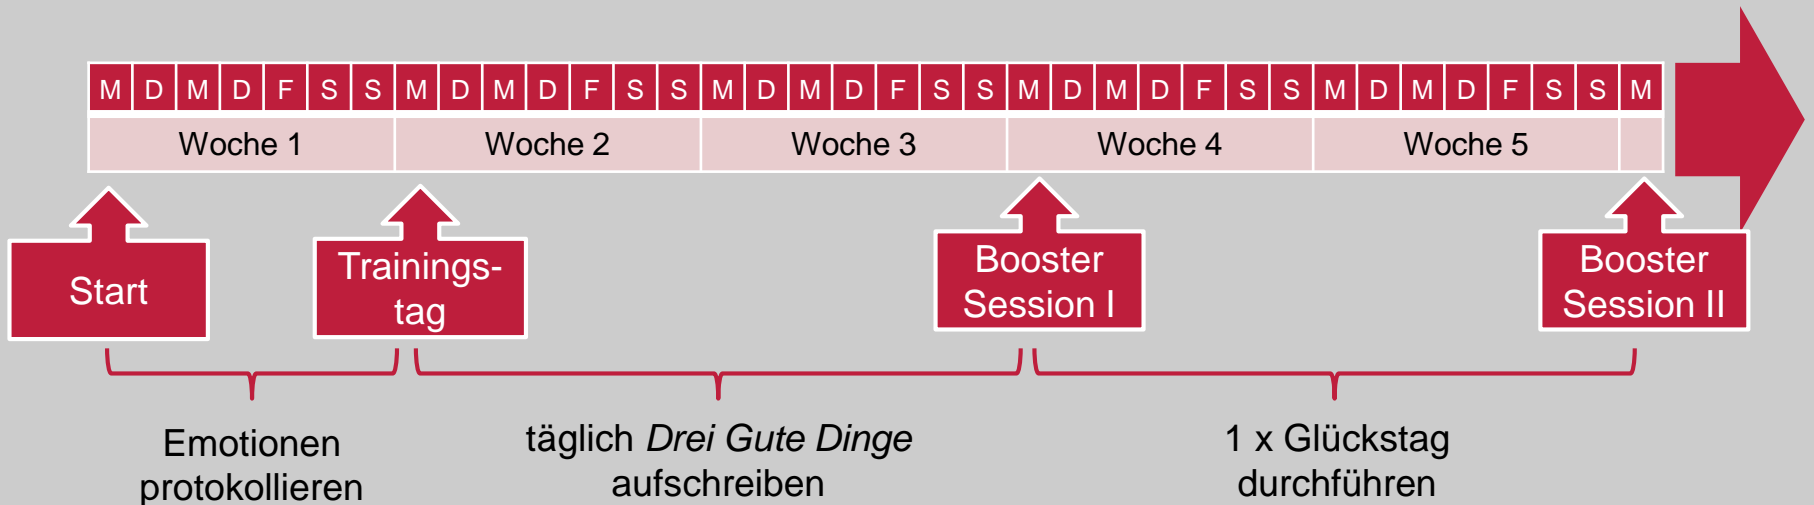 M D M D F S S M D M D F S S M D M D F S S M D M D F S S M D M D F S S M
Woche 1 Woche 2 Woche 3 Woche 4 Woche 5
Start
Trainings-
tag
Booster
Session I
Booster
Session II
Emotionen
protokollieren
täglich Drei Gute Dinge
aufschreiben
1 x Glückstag
durchführen